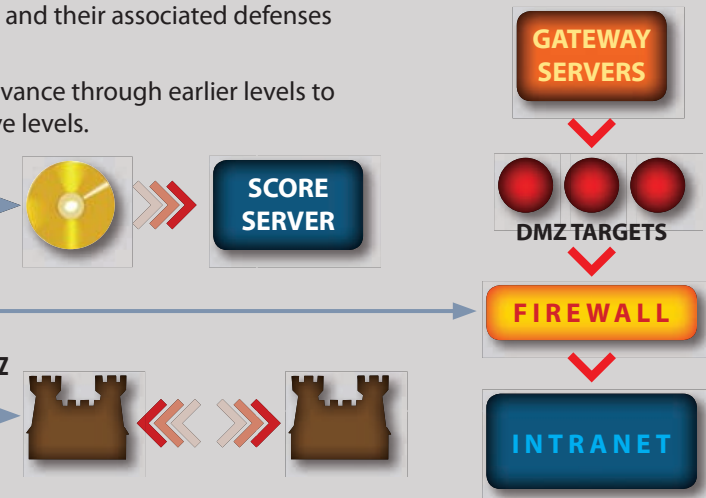 and their associated defenses
vance through earlier levels to
e levels.
SCORE
SERVER
Z
GATEWAY
SERVERS
DMZ TARGETS
FIREWALL
INTRANET